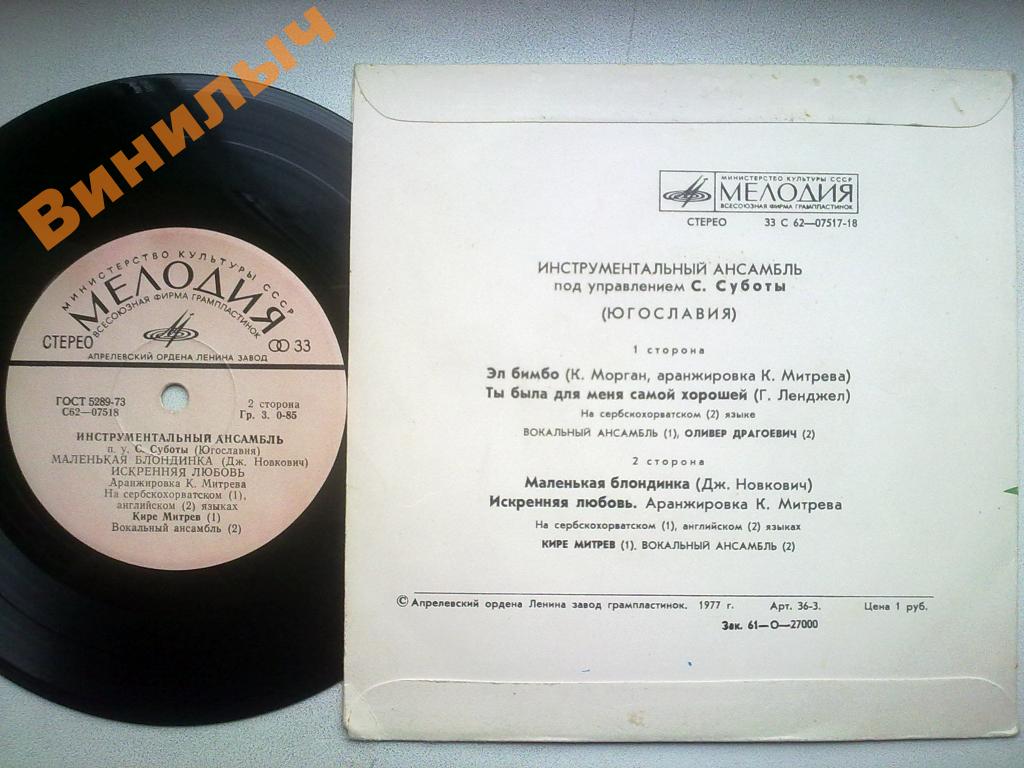 Винилыч
МИНИСТЕРСТВО КУЛЬТУРЫ СССР
МЕЛОДИЯ
ВСЕСОЮЗНАЯ ФИРМА ГРАМПЛАСТИНОК
СТЕРЕО
33
АПРЕЛЕВСКИЙ ОРДЕНА ЛЕНИНА ЗАВОД
ГОСТ 5289-73
С62—07518
2 сторона
Гр. 3. 0-85
ИНСТРУМЕНТАЛЬНЫЙ АНСАМБЛЬ
п. у. С. Суботы (Югославия)
МАЛЕНЬКАЯ БЛОНДИНКА (Дж. Новкович)
ИСКРЕННЯЯ ЛЮБОВЬ
Аранжировка К. Митрева
На сербскохорватском (1),
английском (2) языках
Кире Митрев (1)
Вокальный ансамбль (2)
МИНИСТЕРСТВО КУЛЬТУРЫ СССР
МЕЛОДИЯ
ВСЕСОЮЗНАЯ ФИРМА ГРАМПЛАСТИНОК
СТЕРЕО 33 С 62—07517-18
ИНСТРУМЕНТАЛЬНЫЙ АНСАМБЛЬ
под управлением С. Суботы
(ЮГОСЛАВИЯ)
1 сторона
Эл бимбо (К. Морган, аранжировка К. Митрева)
Ты была для меня самой хорошей (Г. Ленджел)
На сербскохорватском (2) языке
ВОКАЛЬНЫЙ АНСАМБЛЬ (1), ОЛИВЕР ДРАГОЕВИЧ (2)
2 сторона
Маленькая блондинка (Дж. Новкович)
Искренняя любовь. Аранжировка К. Митрева
На сербскохорватском (1), английском (2) языках
КИРЕ МИТРЕВ (1), ВОКАЛЬНЫЙ АНСАМБЛЬ (2)
© Апрелевский ордена Ленина завод грампластинок. 1977 г. Арт. 36-3. Цена 1 руб.
Зак. 61—О—27000